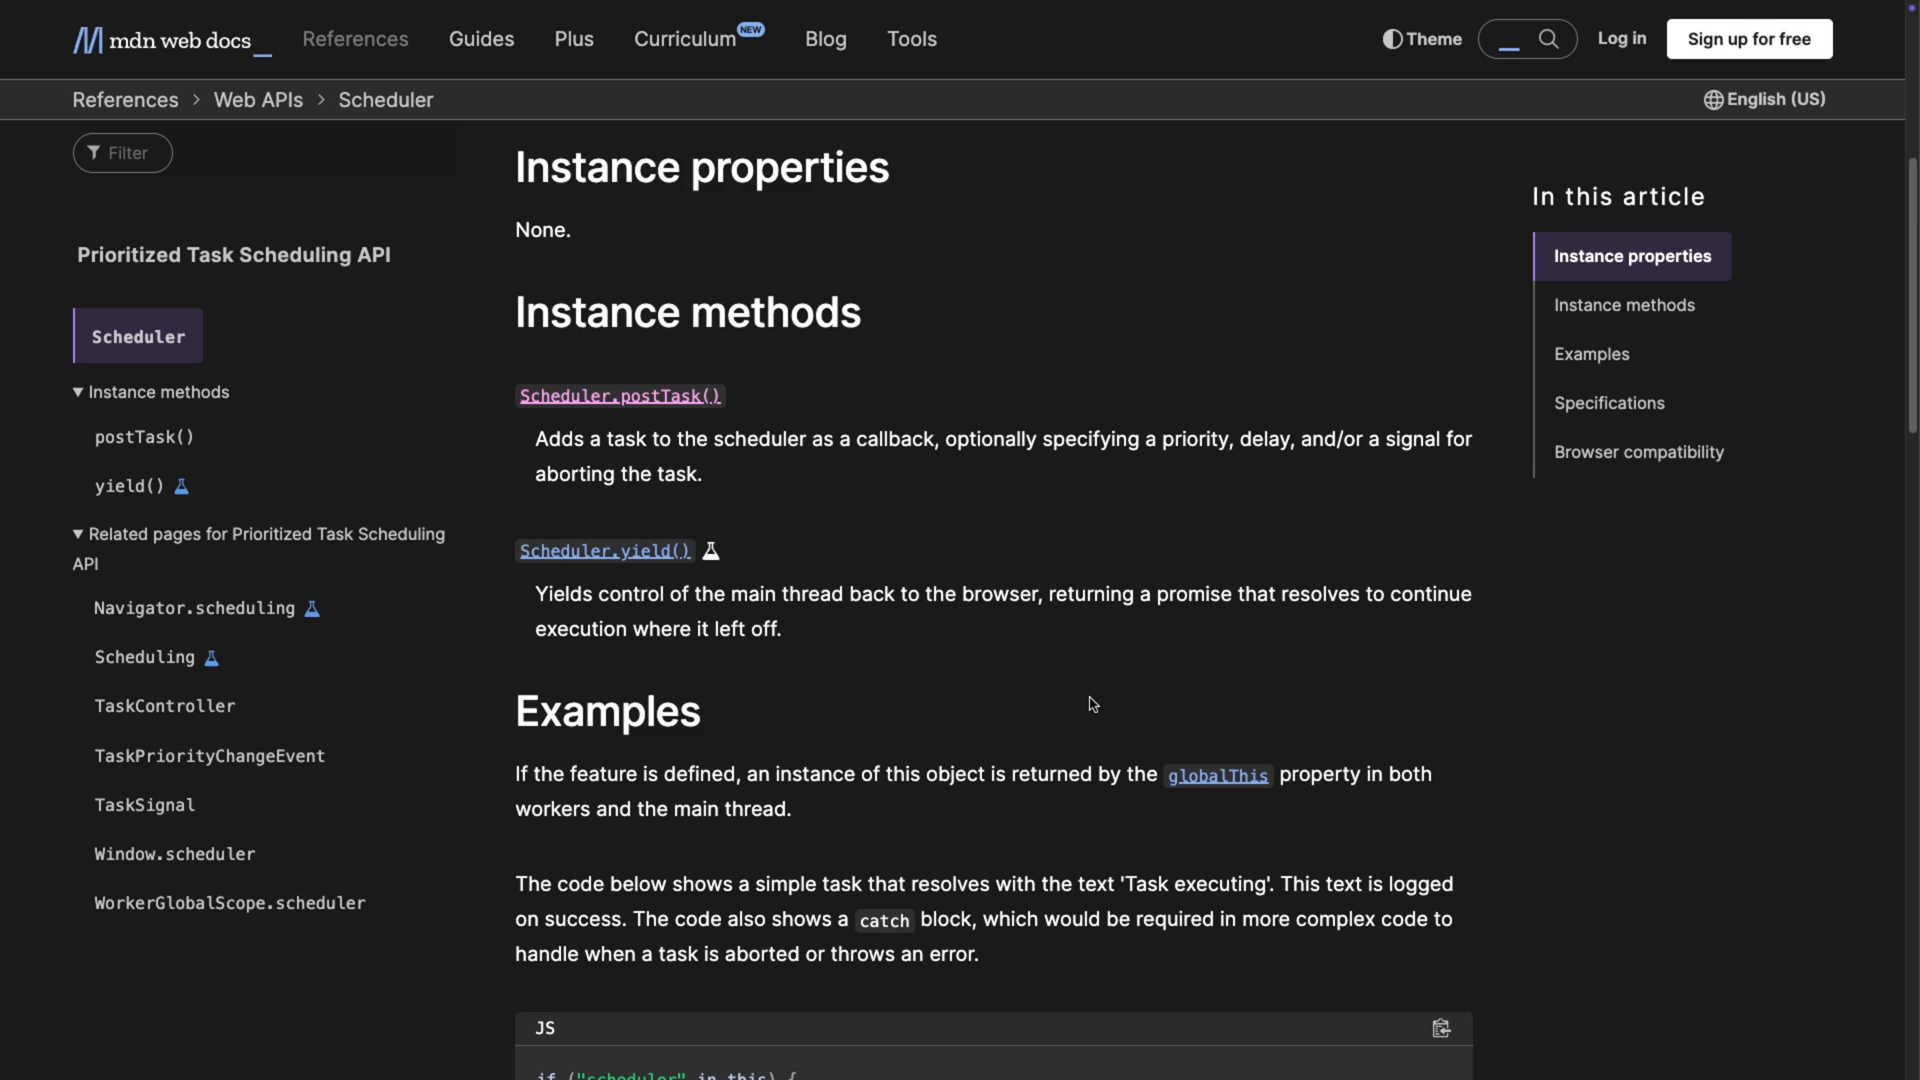 mdn web docs_
References
Guides
Plus
Curriculum NEW
Blog
Tools
Theme
Log in
Sign up for free
References > Web APIs > Scheduler
English (US)
Filter
Prioritized Task Scheduling API
Scheduler
▼ Instance methods
postTask()
yield()
▼ Related pages for Prioritized Task Scheduling
API
Navigator.scheduling
Scheduling
TaskController
TaskPriorityChangeEvent
TaskSignal
Window.scheduler
WorkerGlobalScope.scheduler
Instance properties
None.
Instance methods
Scheduler.postTask()
Adds a task to the scheduler as a callback, optionally specifying a priority, delay, and/or a signal for
aborting the task.
Scheduler.yield()
Yields control of the main thread back to the browser, returning a promise that resolves to continue
execution where it left off.
Examples
If the feature is defined, an instance of this object is returned by the globalThis property in both
workers and the main thread.
The code below shows a simple task that resolves with the text 'Task executing'. This text is logged
on success. The code also shows a catch block, which would be required in more complex code to
handle when a task is aborted or throws an error.
JS
if ("scheduler" in this) {
In this article
Instance properties
Instance methods
Examples
Specifications
Browser compatibility